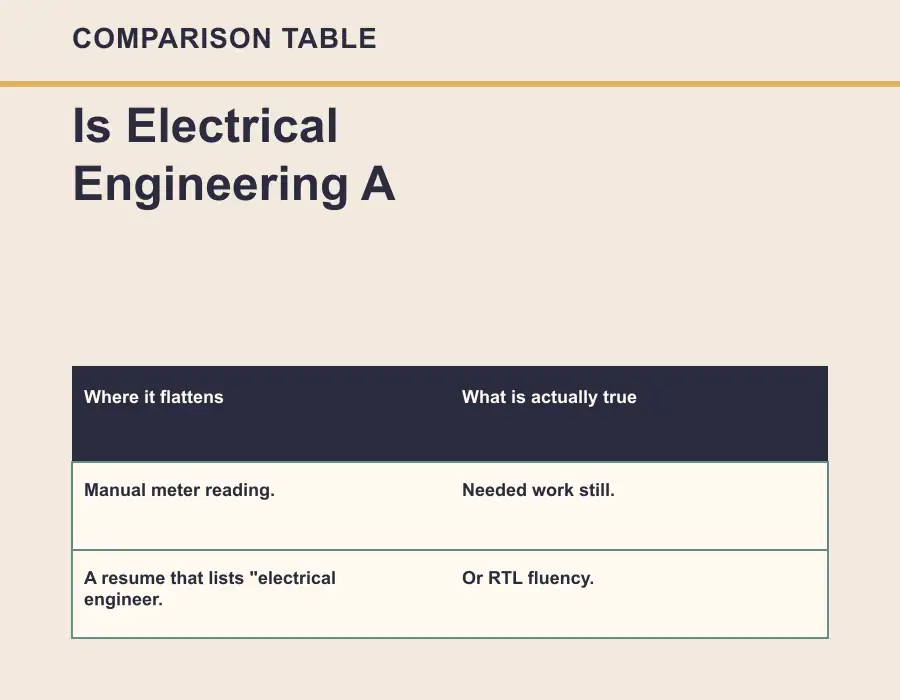 COMPARISON TABLE
Is Electrical
Engineering A
Where it flattens
What is actually true
Manual meter reading.
Needed work still.
A resume that lists "electrical
engineer.
Or RTL fluency.